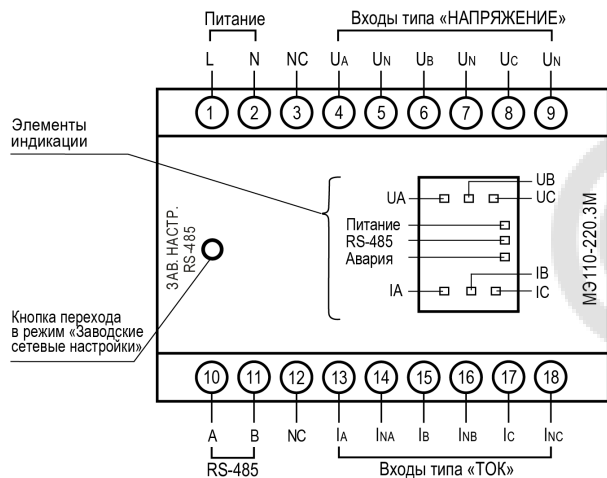 Питание Входы типа «НАПРЯЖЕНИЕ»
L N NC UA UN UB UN UC UN
1 2 3 4 5 6 7 8 9
Элементы
индикации
UB
UA UC
Питание
RS-485
Авария
IB
IA IC
ЗАВ. НАСТР.
RS-485
МЭ110-220.3М
Кнопка перехода
в режим «Заводские
сетевые настройки»
10 11 12 13 14 15 16 17 18
A B NC IA INA IB INB IC INC
RS-485 Входы типа «ТОК»